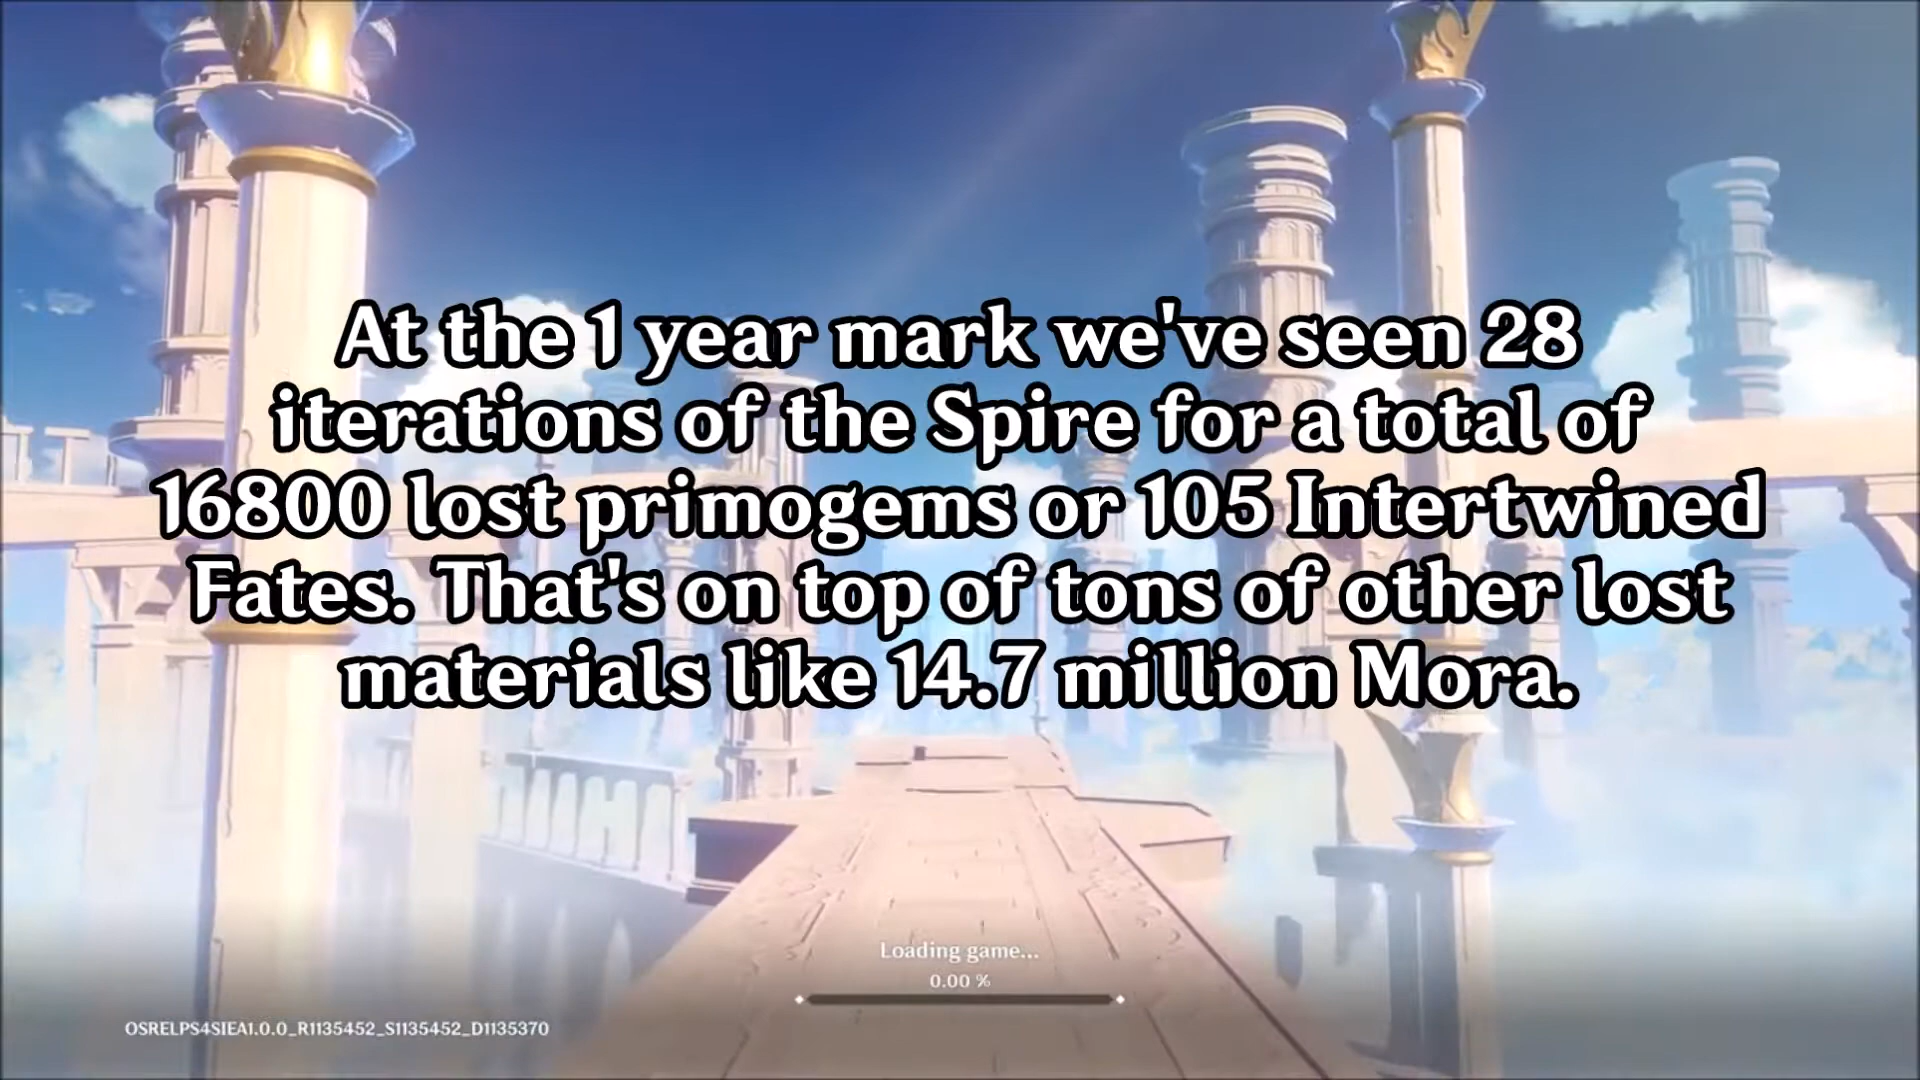 At the 1 year mark we've seen 28
iterations of the Spire for a total of
16800 lost primogems or 105 Intertwined
Fates. That's on top of tons of other lost
materials like 14.7 million Mora.
Loading game...
0.00 %
OSRELPS4SIEA1.0.0_R1135452_S1135452_D1135370